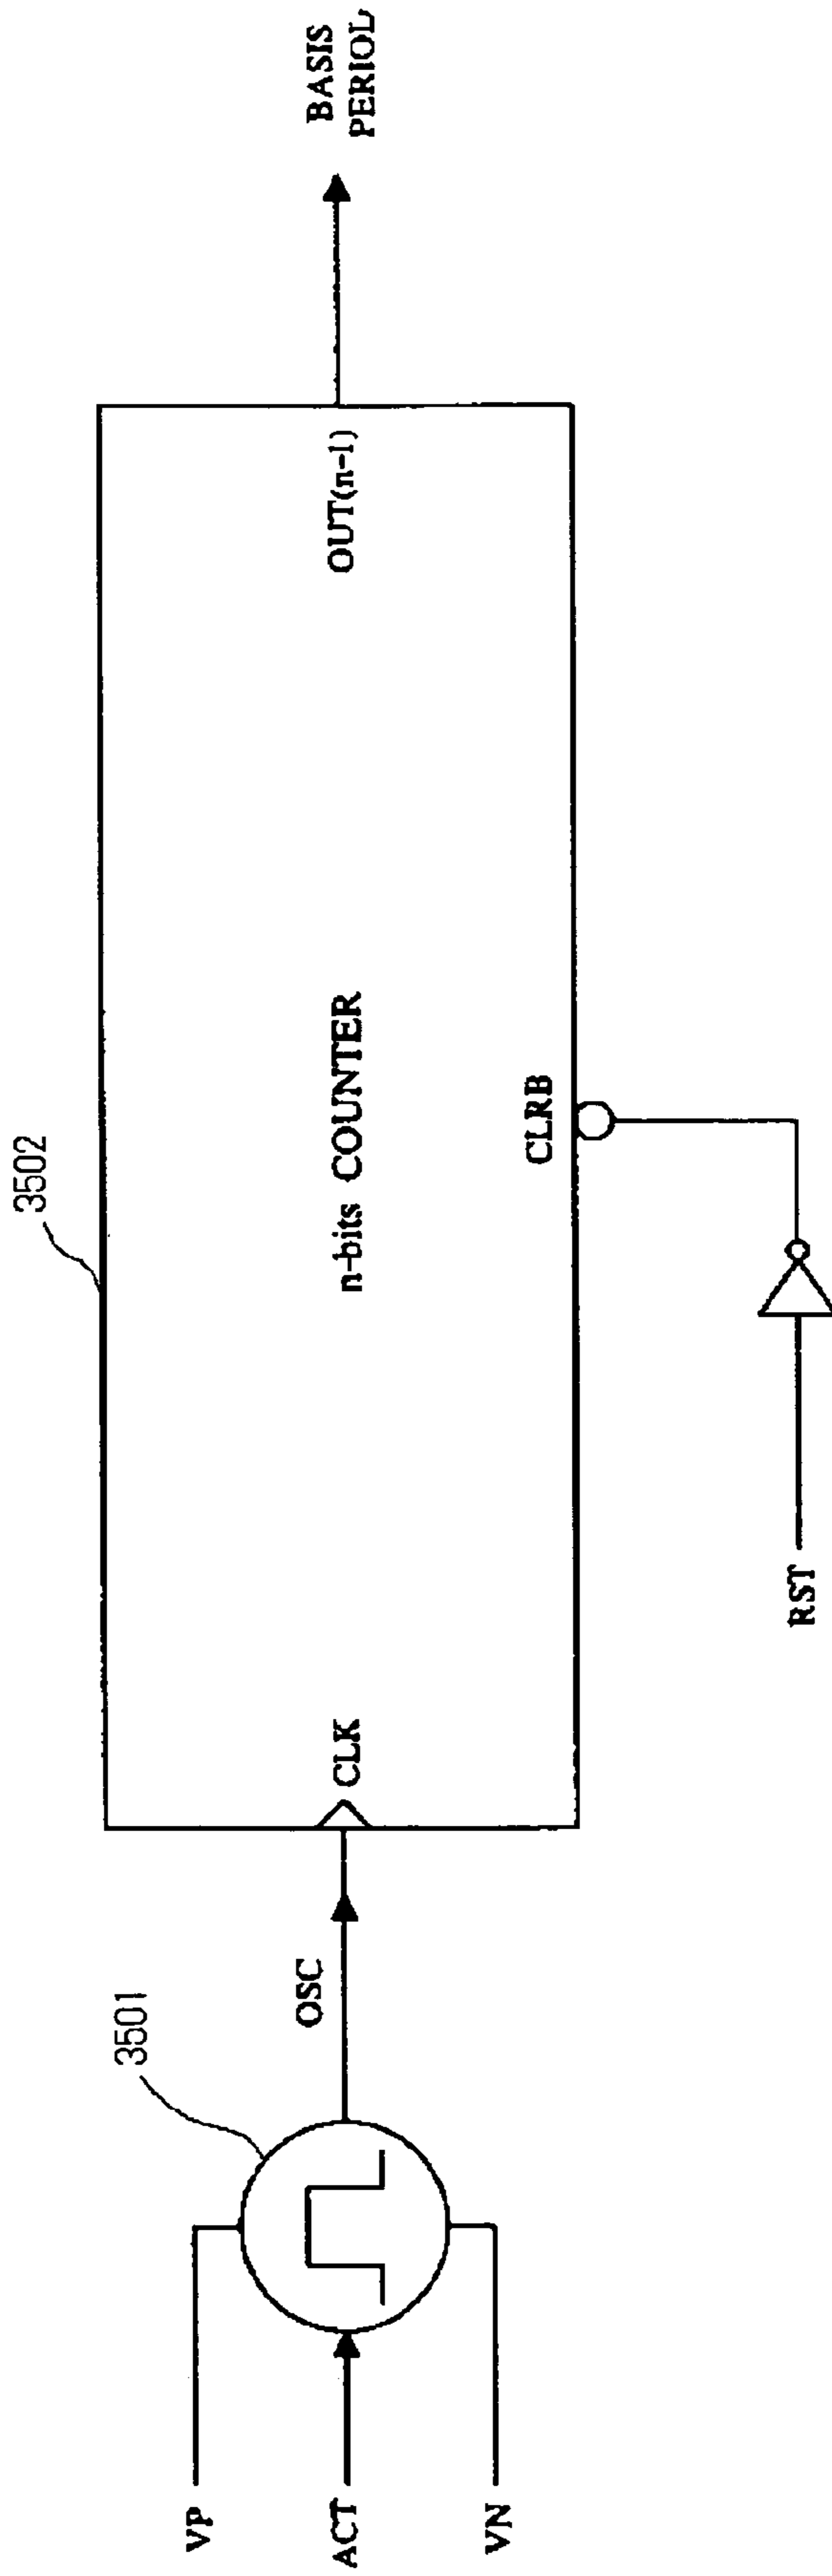 3502
3501
VP
ACT
VN
OSC
CLK
n-bits COUNTER
OUT(n-1)
BASIS
PERIOL
CLRB
RST